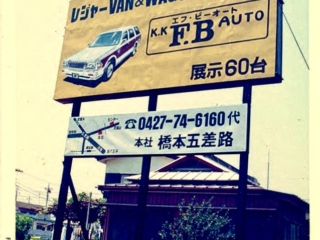 レジャーVAN&WAG
エフ・ビーオート
K.K F.B AUTO
展示60台
☎0427-74-6160代
本社 橋本五差路